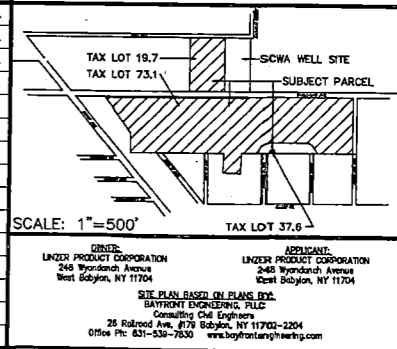 TAX LOT 19.7
SCWA WELL SITE
TAX LOT 73.1
SUBJECT PARCEL
SCALE: 1"=500'
TAX LOT 37.6
OWNER:
LINZER PRODUCT CORPORATION
248 Wyandanch Avenue
West Babylon, NY 11704
APPLICANT:
LINZER PRODUCT CORPORATION
248 Wyandanch Avenue
West Babylon, NY 11704
SITE PLAN BASED ON PLANS BY:
BAYFRONT ENGINEERING, PLLC
Consulting Civil Engineers
26 Railroad Ave, #179 Babylon, NY 11702-2204
Office Ph: 631-539-7830 www.bayfrontengineering.com